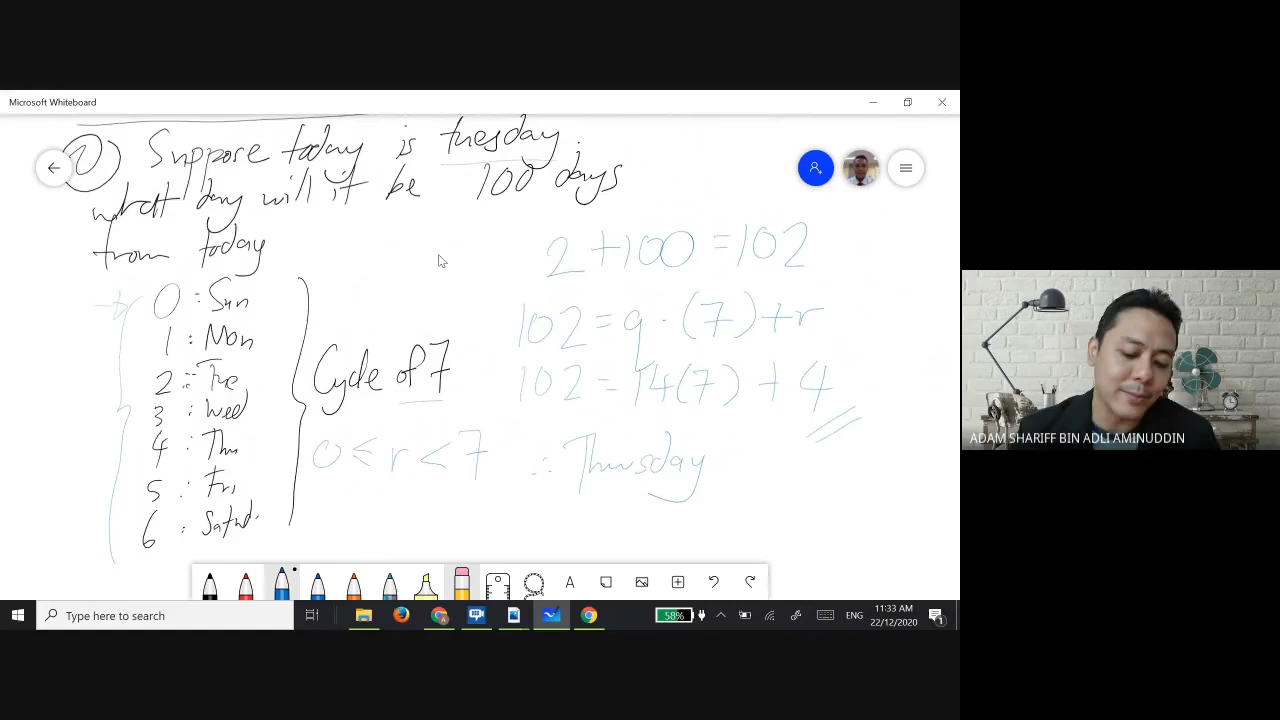 Microsoft Whiteboard
② Suppose today is tuesday.
what day will it be 100 days
from today
0 : Sun
1 : Mon
2 : Tue
3 : Wed
4 : Thu
5 : Fri
6 : Satud.
Cycle of 7
0 ≤ r < 7
2 + 100 = 102
102 = q · (7) + r
102 = 14(7) + 4
∴ Thursday
ADAM SHARIFF BIN ADLI AMINUDDIN
A
Type here to search
58%
ENG
11:33 AM
22/12/2020
1